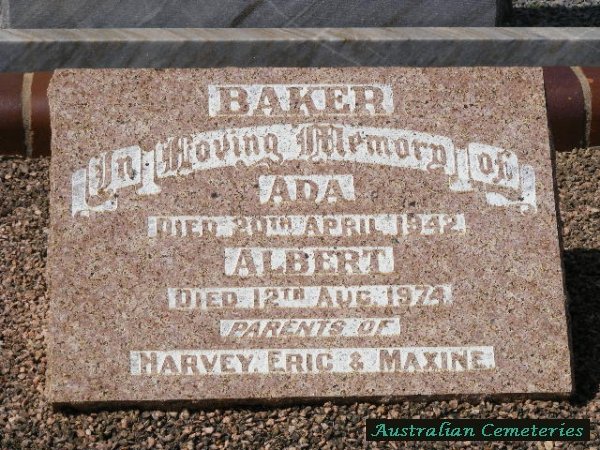 BAKER
In Loving Memory of
ADA
DIED 20TH APRIL 1942
ALBERT
DIED 12TH AUG. 1974
PARENTS OF
HARVEY, ERIC & MAXINE
Australian Cemeteries